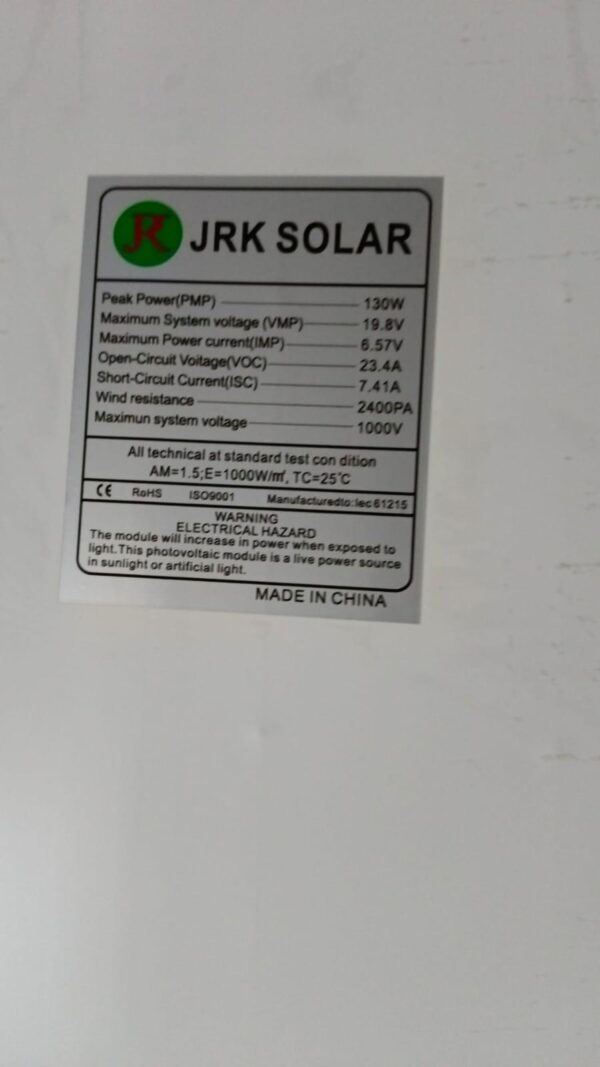 JR JRK SOLAR
Peak Power(PMP) 130W
Maximum System voltage (VMP) 19.8V
Maximum Power current(IMP) 6.57V
Open-Circuit Voitage(VOC) 23.4A
Short-Circuit Current(ISC) 7.41A
Wind resistance 2400PA
Maximun system voltage 1000V
All technical at standard test con dition
AM=1.5;E=1000W/㎡, TC=25℃
CE RoHS ISO9001 Manufacturedto:Iec61215
WARNING
ELECTRICAL HAZARD
The module will increase in power when exposed to
light.This photovoltaic module is a live power source
in sunlight or artificial light.
MADE IN CHINA